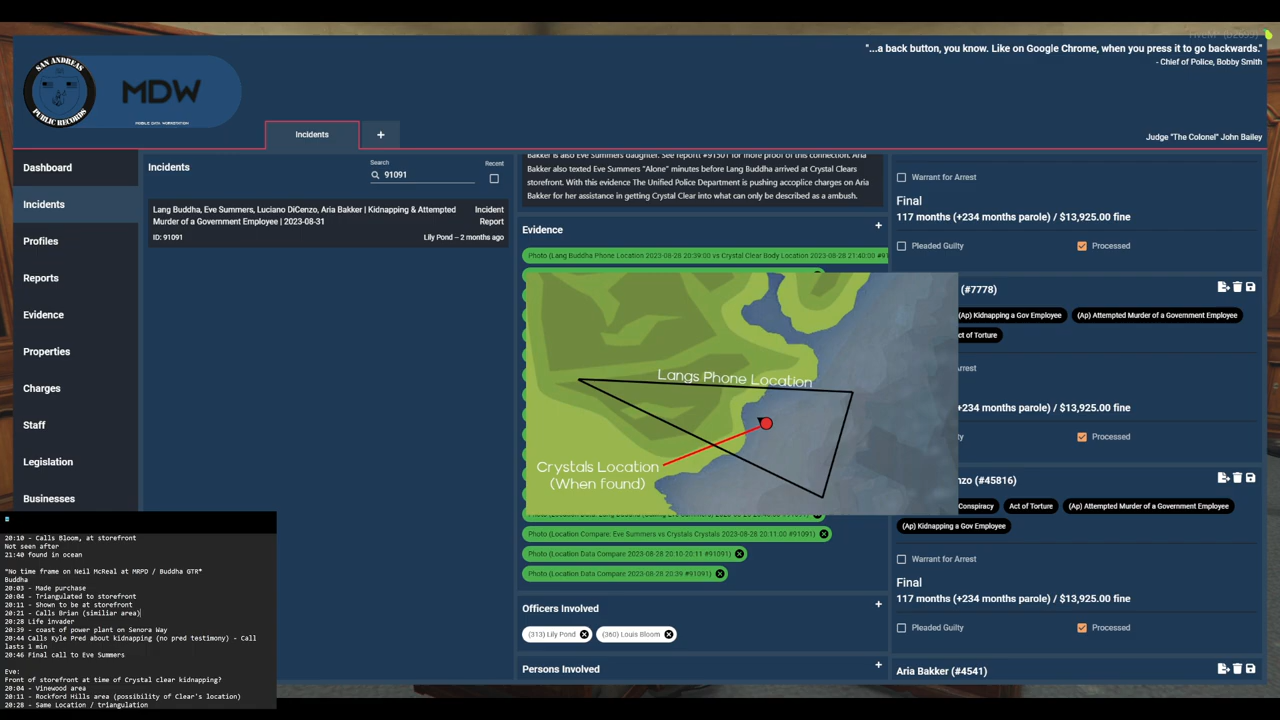 FiveM® (b2699)
"...a back button, you know. Like on Google Chrome, when you press it to go backwards."
- Chief of Police, Bobby Smith
SAN ANDREAS
PUBLIC RECORDS
MDW
MOBILE DATA WORKSTATION
Incidents
+
Judge "The Colonel" John Bailey
Dashboard
Incidents
Profiles
Reports
Evidence
Properties
Charges
Staff
Legislation
Businesses
Incidents
Search
91091
Recent
Lang Buddha, Eve Summers, Luciano DiCenzo, Aria Bakker | Kidnapping & Attempted
Murder of a Government Employee | 2023-08-31
Incident
Report
ID: 91091
Lily Pond – 2 months ago
Bakker is also Eve Summers daughter. See report# #91501 for more proof of this connection. Aria
Bakker also texted Eve Summers "Alone" minutes before Lang Buddha arrived at Crystal Clears
storefront. With this evidence The Unified Police Department is pushing accoplice charges on Aria
Bakker for her assistance in getting Crystal Clear into what can only be described as an ambush.
Evidence
+
Photo (Lang Buddha Phone Location 2023-08-28 20:39:00 vs Crystal Clear Body Location 2023-08-28 21:40:00 #91
Langs Phone Location
Crystals Location
(When found)
Photo (Location Compare: Eve Summers vs Crystals Location 2023-08-28 20:11:00 #91091)
Photo (Location Data Compare 2023-08-28 20:10-20:11 #91091)
Photo (Location Data Compare 2023-08-28 20:39 #91091)
Officers Involved
+
(313) Lily Pond
(360) Louis Bloom
Persons Involved
+
Warrant for Arrest
Final
117 months (+234 months parole) / $13,925.00 fine
Pleaded Guilty
Processed
(#7778)
(Ap) Kidnapping a Gov Employee
(Ap) Attempted Murder of a Government Employee
ct of Torture
rrest
(+234 months parole) / $13,925.00 fine
ty
Processed
nzo (#45816)
Conspiracy
Act of Torture
(Ap) Attempted Murder of a Government Employee
(Ap) Kidnapping a Gov Employee
Warrant for Arrest
Final
117 months (+234 months parole) / $13,925.00 fine
Pleaded Guilty
Processed
Aria Bakker (#4541)
20:10 - Calls Bloom, at storefront
Not seen after
21:40 found in ocean
*No time frame on Neil McReal at MRPD / Buddha GTR*
Buddha
20:03 - Made purchase
20:04 - Triangulated to storefront
20:11 - Shown to be at storefront
20:21 - Calls Brian (similiar area)
20:28 Life invader
20:39 - coast of power plant on Senora Way
20:44 Calls Kyle Pred about kidnapping (no pred testimony) - Call
lasts 1 min
20:46 Final call to Eve Summers
Eve:
Front of storefront at time of Crystal clear kidnapping?
20:04 - Vinewood area
20:11 - Rockford Hills area (possibility of Clear's location)
20:28 - Same Location / triangulation